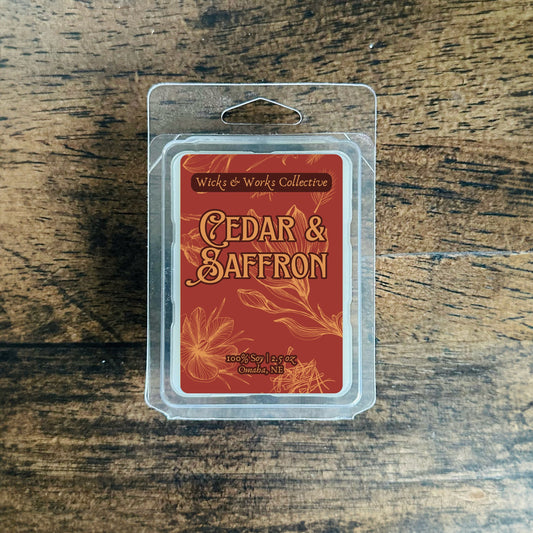 Wicks & Works Collective
Cedar &
Saffron
100% Soy | 2.5 oz.
Omaha, NE